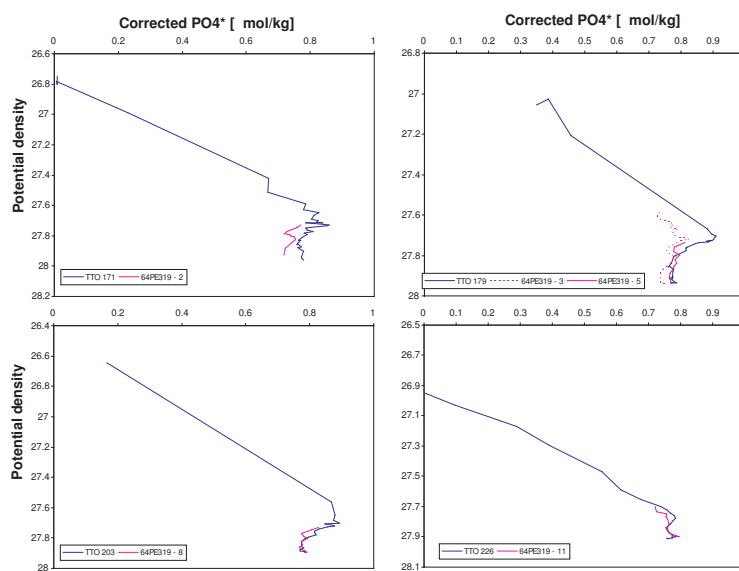 Corrected PO4* [ mol/kg]
0 0.2 0.4 0.6 0.8 1
Potential density
26.6
26.8
27
27.2
27.4
27.6
27.8
28
28.2
TTO 171 64PE319 - 2
Corrected PO4* [ mol/kg]
0 0.1 0.2 0.3 0.4 0.5 0.6 0.7 0.8 0.9
26.8
27
27.2
27.4
27.6
27.8
28
TTO 179 64PE319 - 3 64PE319 - 5
0 0.2 0.4 0.6 0.8 1
Potential density
26.4
26.6
26.8
27
27.2
27.4
27.6
27.8
28
TTO 203 64PE319 - 8
0 0.1 0.2 0.3 0.4 0.5 0.6 0.7 0.8 0.9
26.5
26.7
26.9
27.1
27.3
27.5
27.7
27.9
28.1
TTO 226 64PE319 - 11